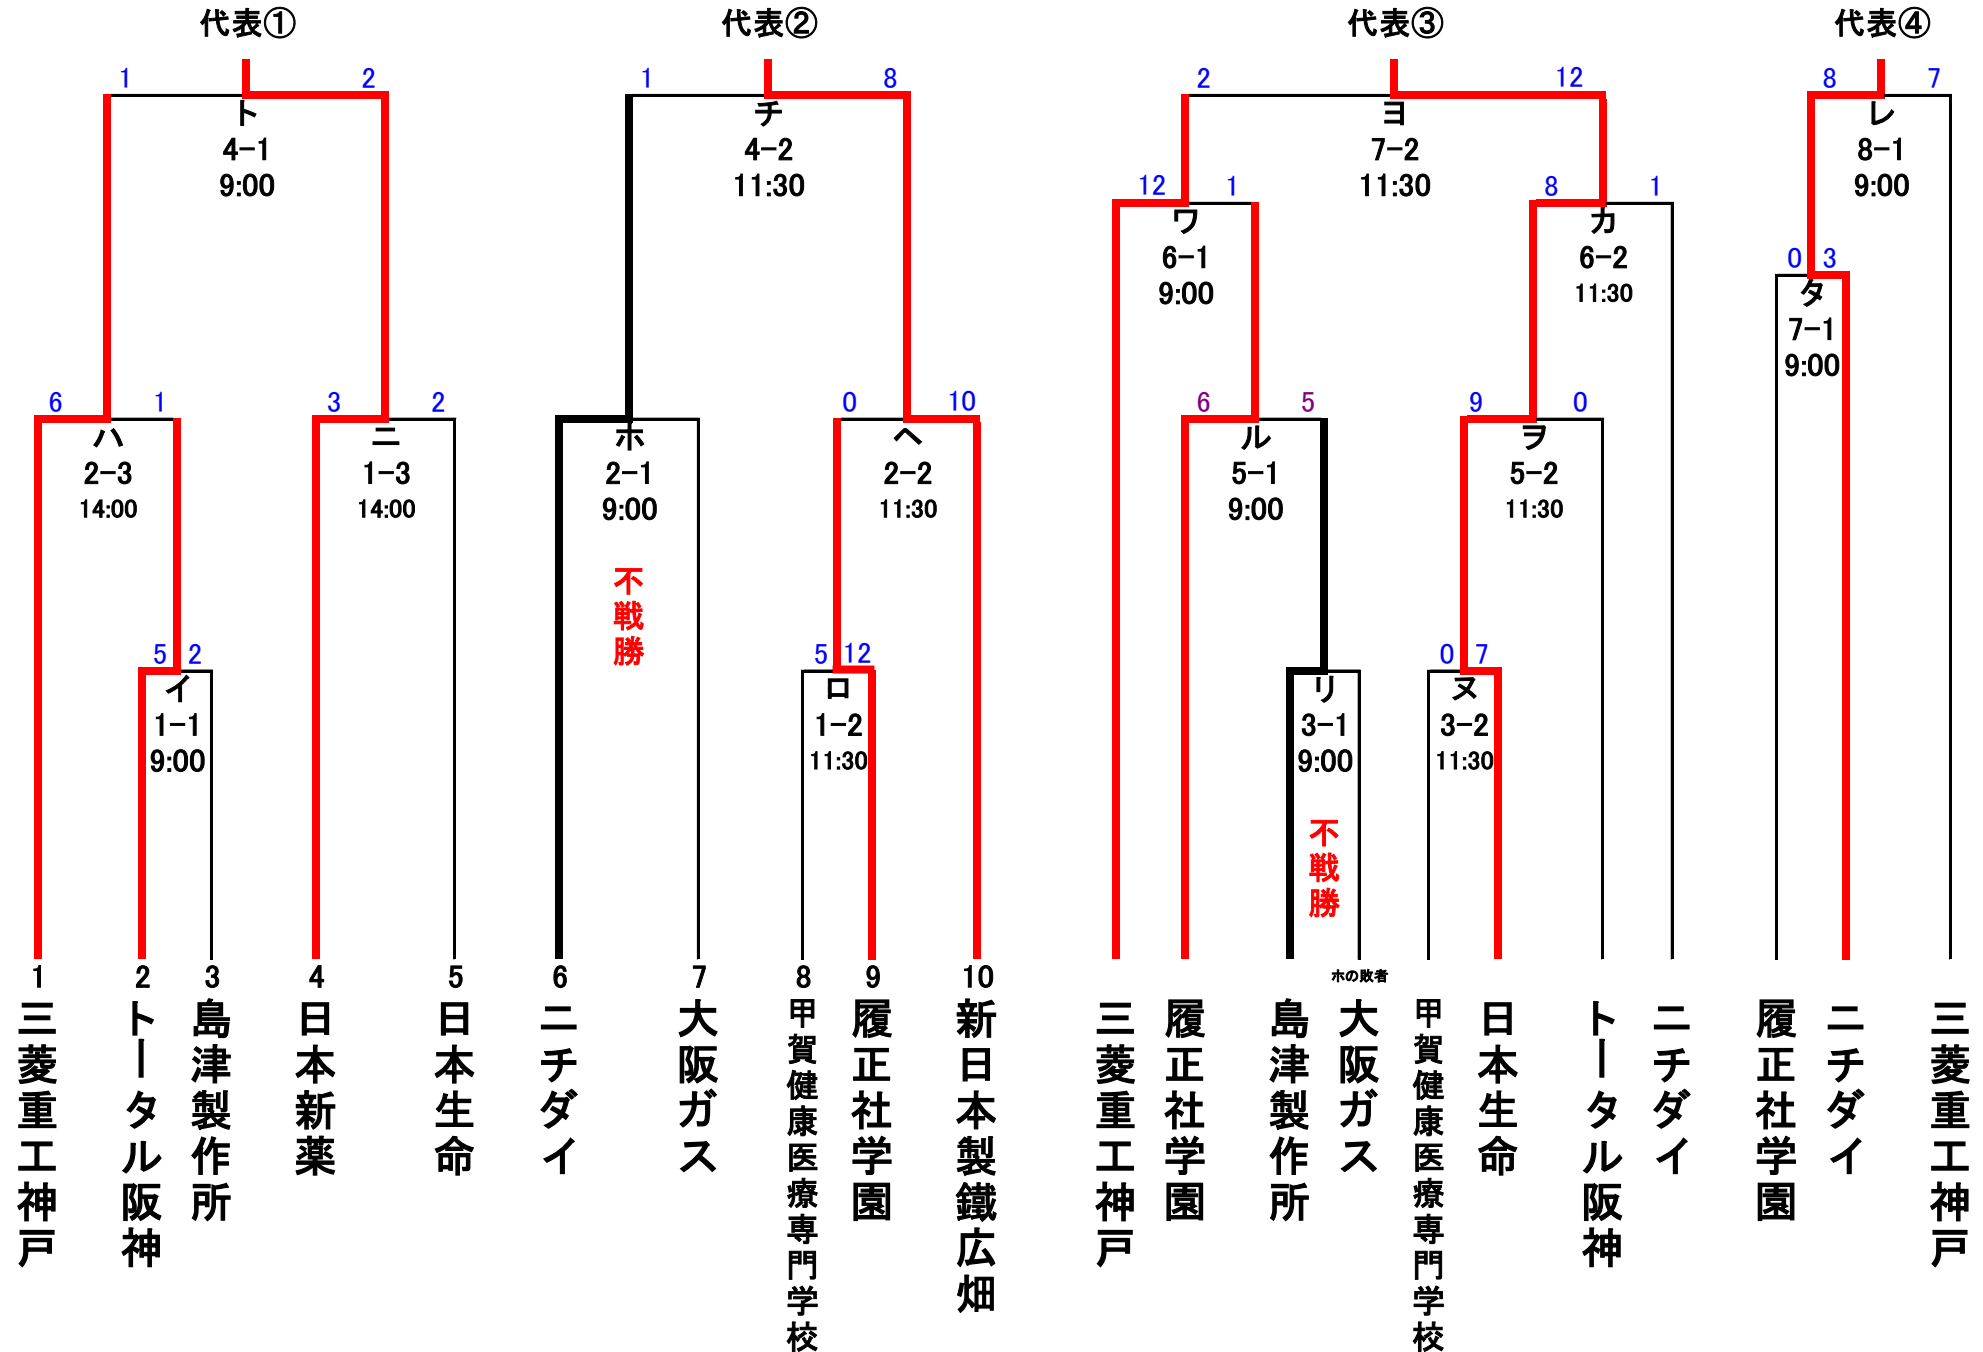 代表①
代表②
代表③
代表④
1 2
ト
4−1
9:00
1 8
チ
4−2
11:30
2 12
ヨ
7−2
11:30
8 7
レ
8−1
9:00
12 1
ワ
6−1
9:00
8 1
カ
6−2
11:30
0 3
タ
7−1
9:00
6 1
ハ
2−3
14:00
3 2
ニ
1−3
14:00
ホ
2−1
9:00
不戦勝
0 10
ヘ
2−2
11:30
6 5
ル
5−1
9:00
9 0
ヲ
5−2
11:30
5 2
イ
1−1
9:00
5 12
ロ
1−2
11:30
リ
3−1
9:00
不戦勝
0 7
ヌ
3−2
11:30
1
三菱重工神戸
2
トータル阪神
3
島津製作所
4
日本新薬
5
日本生命
6
ニチダイ
7
大阪ガス
8
甲賀健康医療専門学校
9
履正社学園
10
新日本製鐵広畑
三菱重工神戸
履正社学園
島津製作所
ホの敗者
大阪ガス
甲賀健康医療専門学校
日本生命
トータル阪神
ニチダイ
履正社学園
ニチダイ
三菱重工神戸